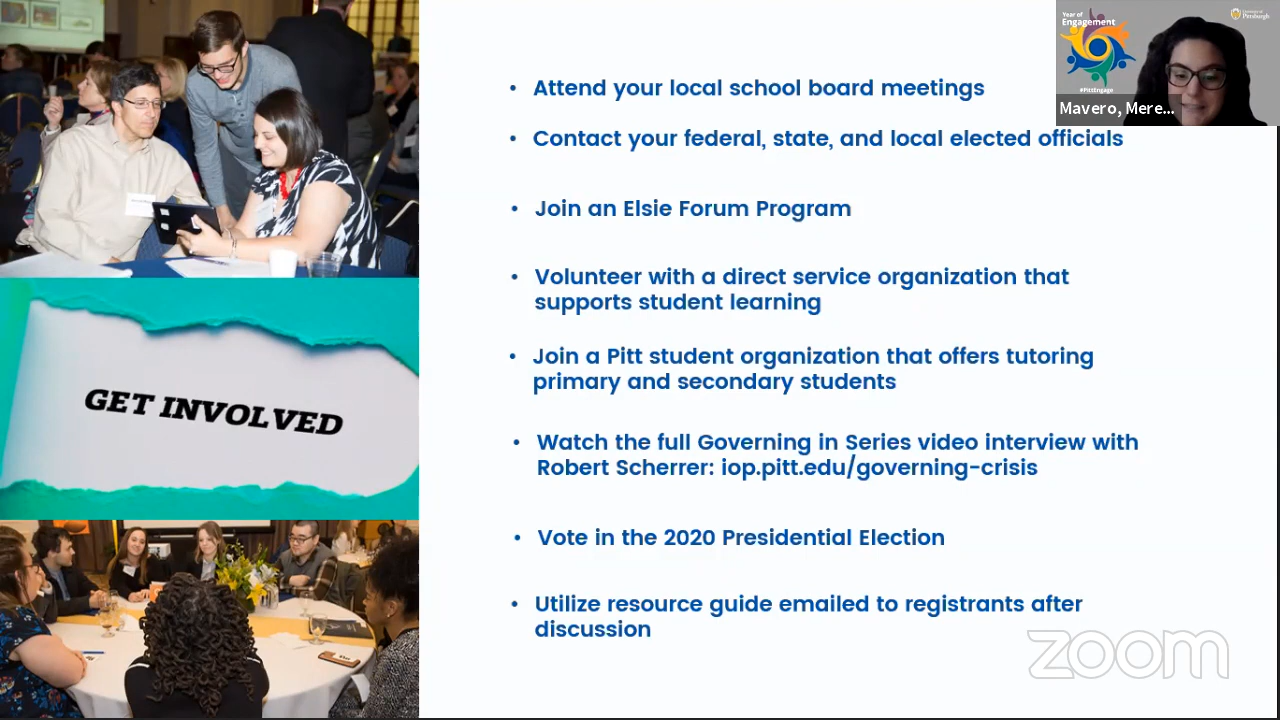 Year of
Engagement
University of
Pittsburgh
#PittEngage
Mavero, Mere...
• Attend your local school board meetings
• Contact your federal, state, and local elected officials
• Join an Elsie Forum Program
• Volunteer with a direct service organization that
supports student learning
• Join a Pitt student organization that offers tutoring
primary and secondary students
• Watch the full Governing in Series video interview with
Robert Scherrer: iop.pitt.edu/governing-crisis
• Vote in the 2020 Presidential Election
• Utilize resource guide emailed to registrants after
discussion
GET INVOLVED
zoom